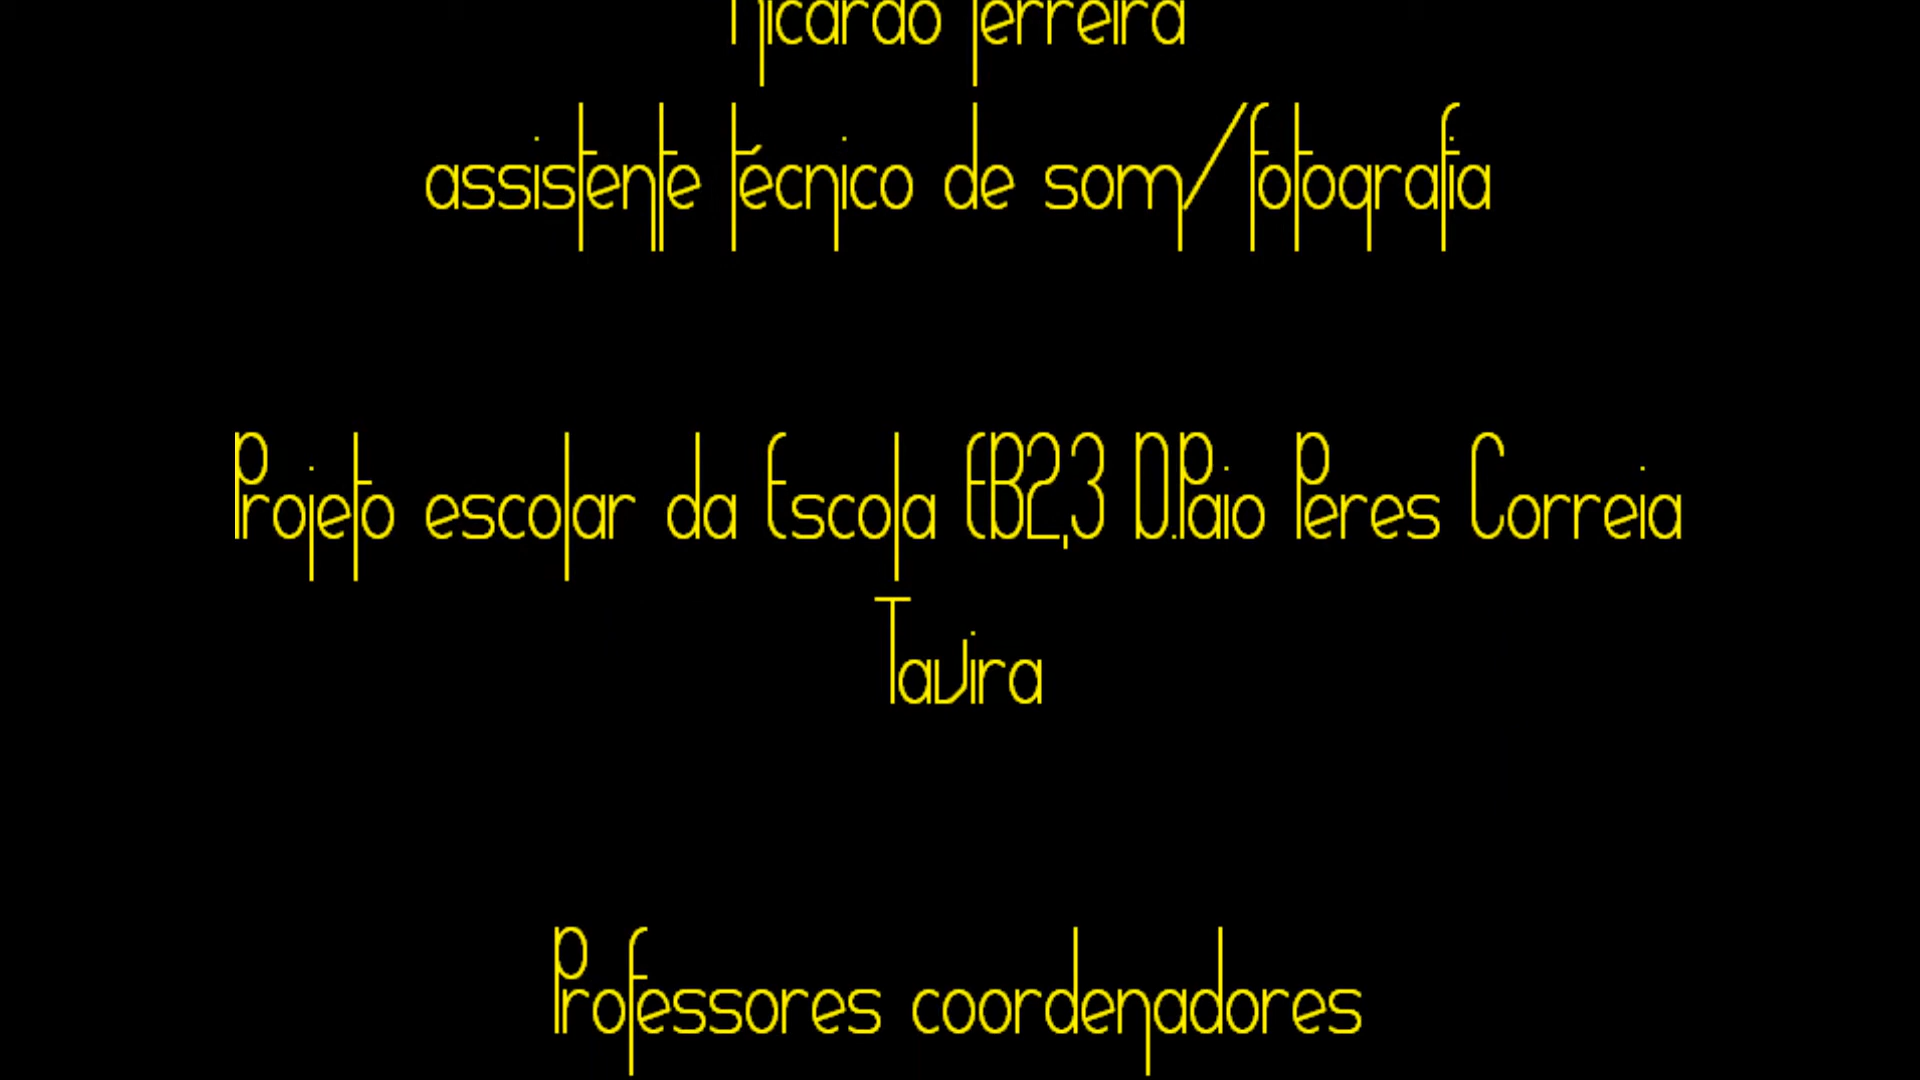 Ricardo Ferreira
assistente técnico de som/fotografia
Projeto escolar da Escola EB2,3 D.Paio Peres Correia
Tavira
Professores coordenadores